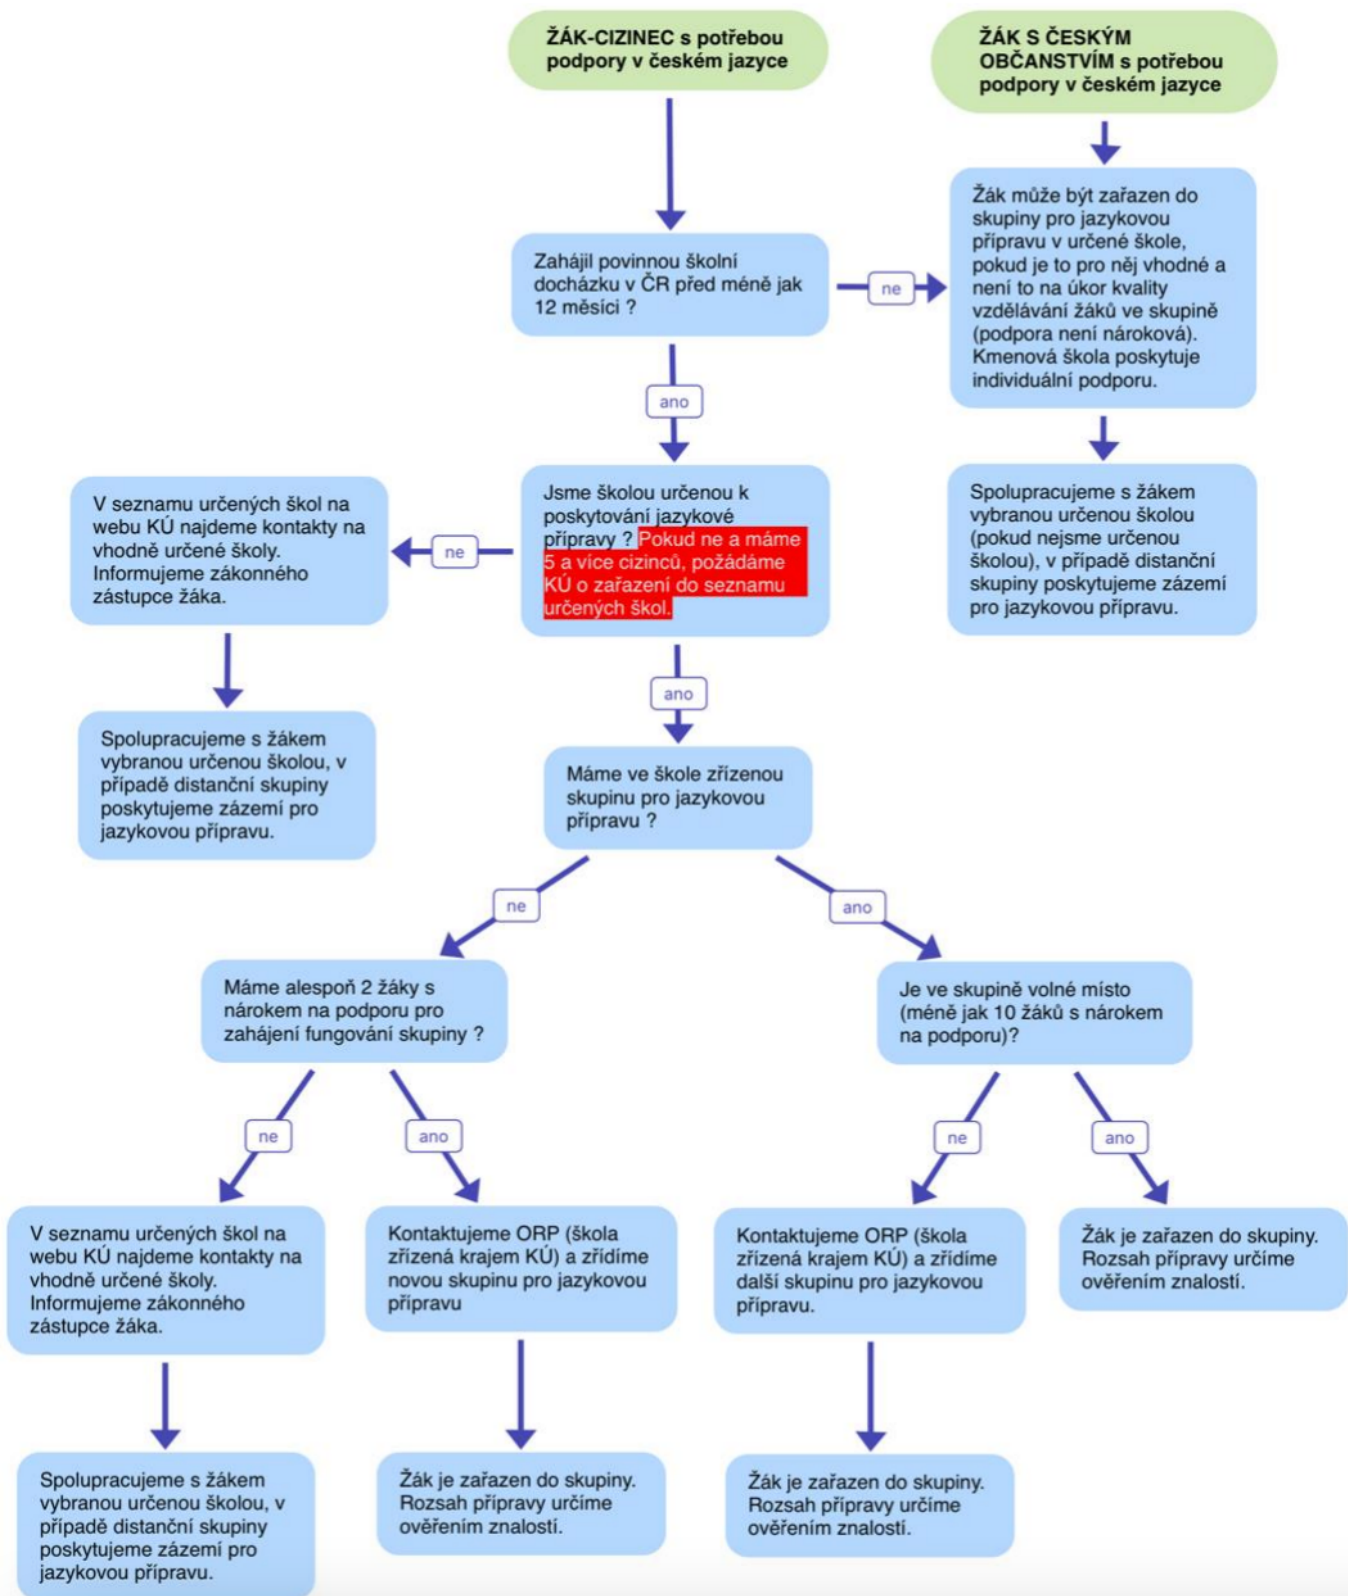 ŽÁK-CIZINEC s potřebou
podpory v českém jazyce
ŽÁK S ČESKÝM
OBČANSTVÍM s potřebou
podpory v českém jazyce
Zahájil povinnou školní
docházku v ČR před méně jak
12 měsíci ?
ne
Žák může být zařazen do
skupiny pro jazykovou
přípravu v určené škole,
pokud je to pro něj vhodné a
není to na úkor kvality
vzdělávání žáků ve skupině
(podpora není nároková).
Kmenová škola poskytuje
individuální podporu.
ano
V seznamu určených škol na
webu KÚ najdeme kontakty na
vhodně určené školy.
Informujeme zákonného
zástupce žáka.
ne
Jsme školou určenou k
poskytování jazykové
přípravy ? Pokud ne a máme
5 a více cizinců, požádáme
KÚ o zařazení do seznamu
určených škol.
Spolupracujeme s žákem
vybranou určenou školou
(pokud nejsme určenou
školou), v případě distanční
skupiny poskytujeme zázemí
pro jazykovou přípravu.
ano
Spolupracujeme s žákem
vybranou určenou školou, v
případě distanční skupiny
poskytujeme zázemí pro
jazykovou přípravu.
Máme ve škole zřízenou
skupinu pro jazykovou
přípravu ?
ne
ano
Máme alespoň 2 žáky s
nárokem na podporu pro
zahájení fungování skupiny ?
Je ve skupině volné místo
(méně jak 10 žáků s nárokem
na podporu)?
ne
ano
ne
ano
V seznamu určených škol na
webu KÚ najdeme kontakty na
vhodně určené školy.
Informujeme zákonného
zástupce žáka.
Kontaktujeme ORP (škola
zřízená krajem KÚ) a zřídíme
novou skupinu pro jazykovou
přípravu
Kontaktujeme ORP (škola
zřízená krajem KÚ) a zřídíme
další skupinu pro jazykovou
přípravu.
Žák je zařazen do skupiny.
Rozsah přípravy určíme
ověřením znalostí.
Spolupracujeme s žákem
vybranou určenou školou, v
případě distanční skupiny
poskytujeme zázemí pro
jazykovou přípravu.
Žák je zařazen do skupiny.
Rozsah přípravy určíme
ověřením znalostí.
Žák je zařazen do skupiny.
Rozsah přípravy určíme
ověřením znalostí.